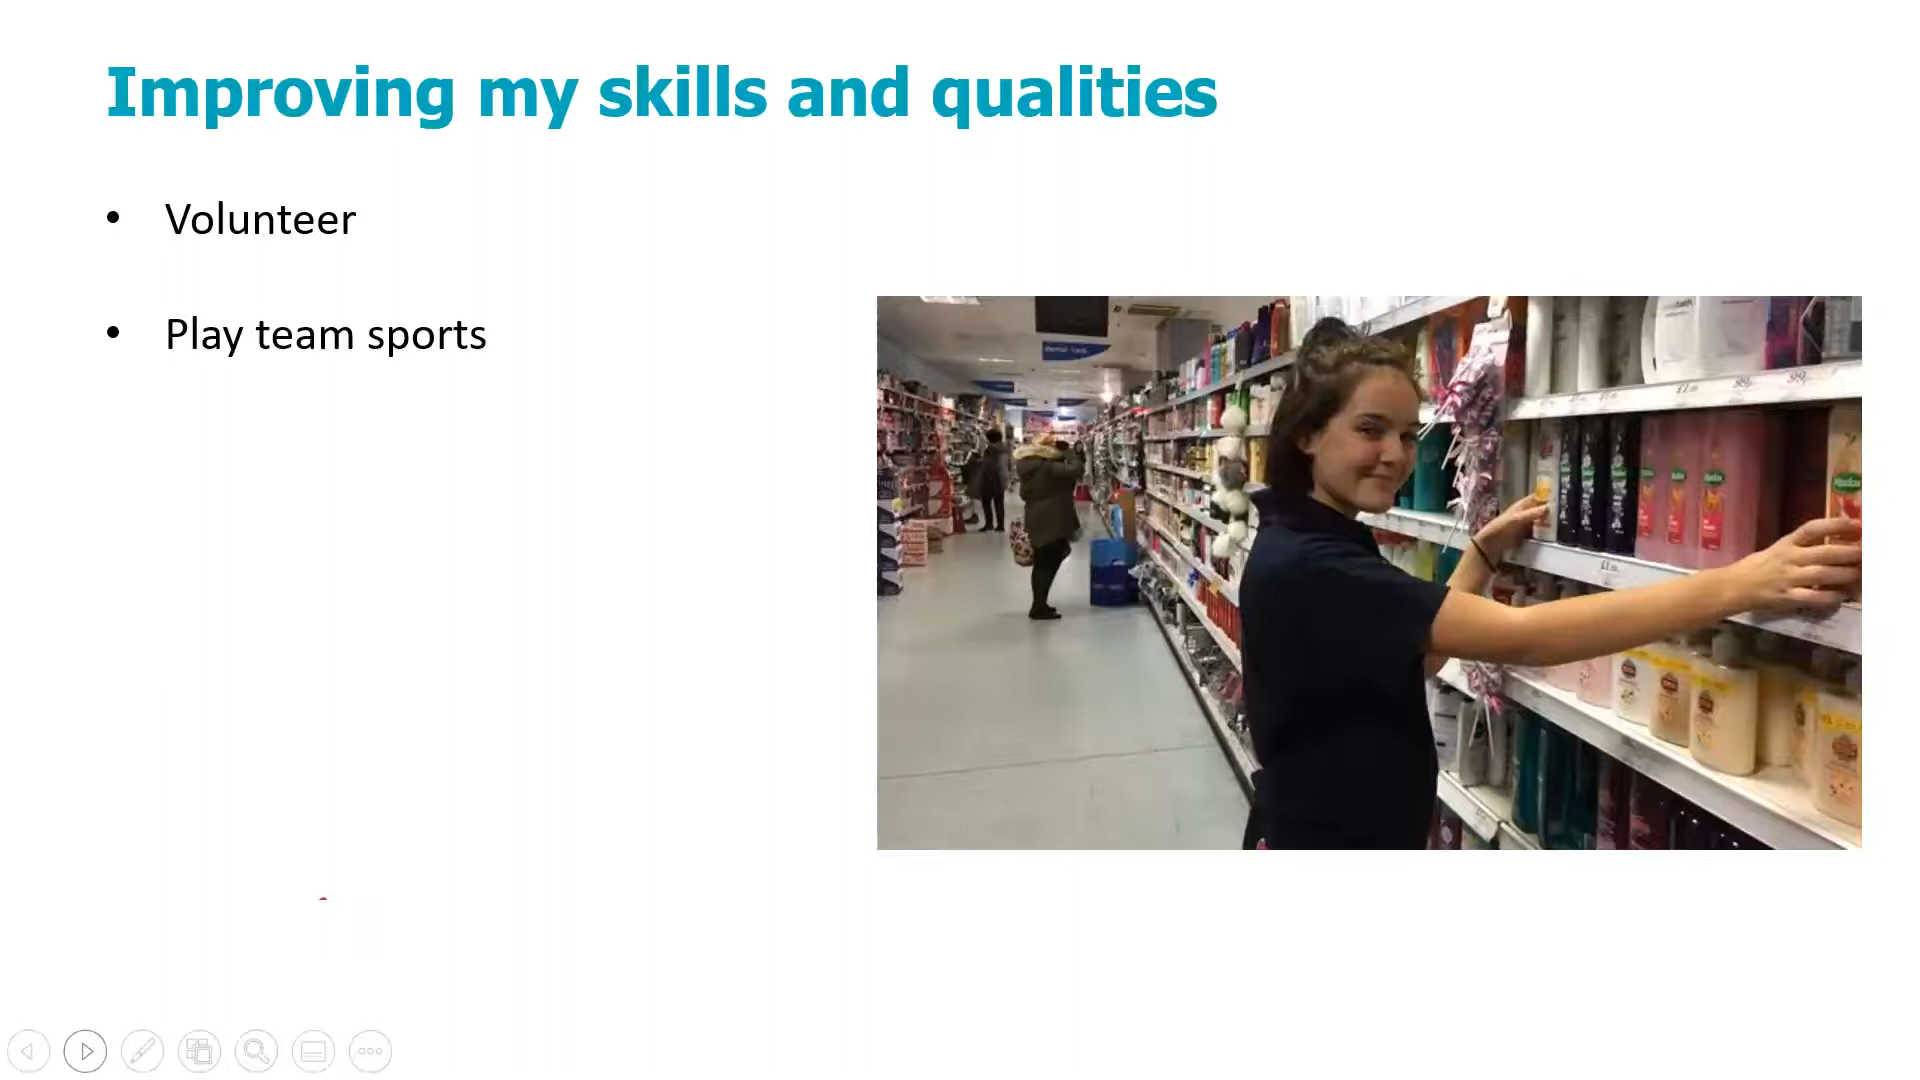 Improving my skills and qualities
• Volunteer
• Play team sports